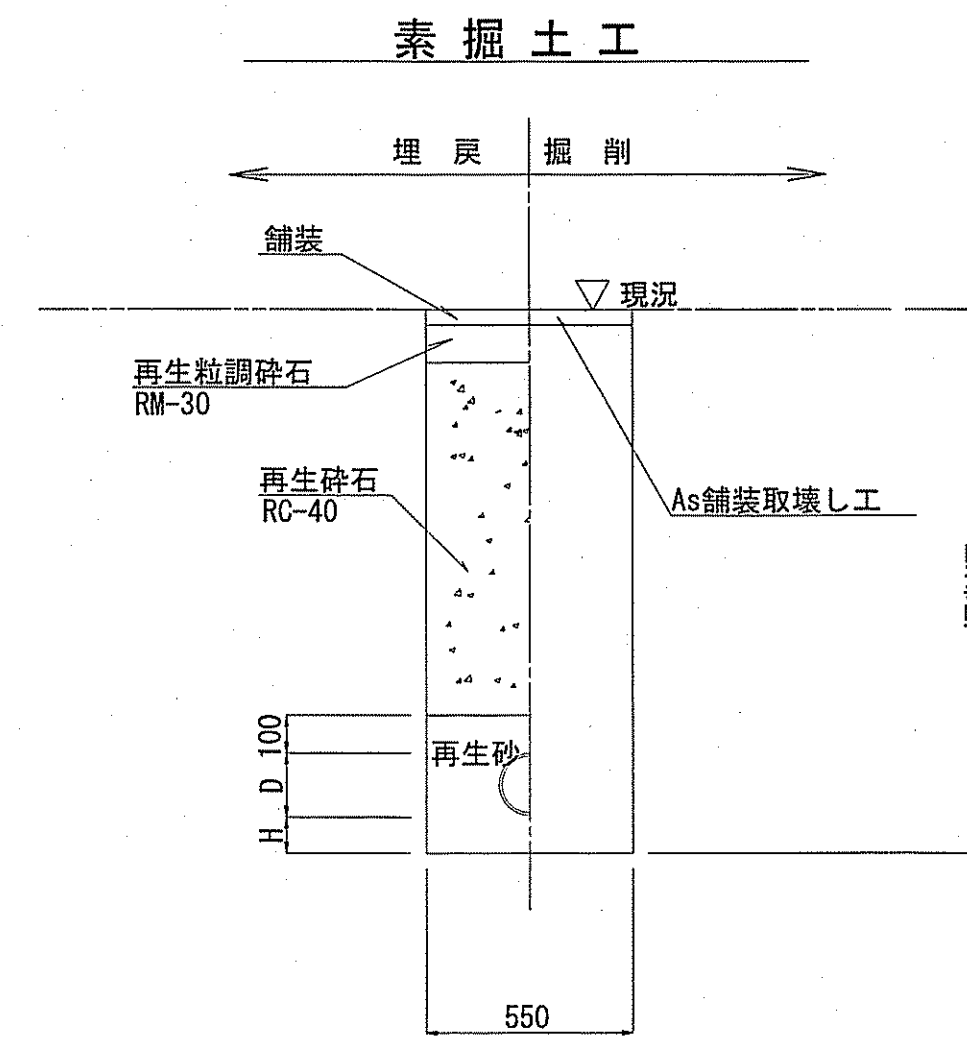 素掘土工
埋戻 掘削
舗装
現況
再生粒調砕石
RM-30
再生砕石
RC-40
As舗装取壊し工
100
再生砂
D
H
550